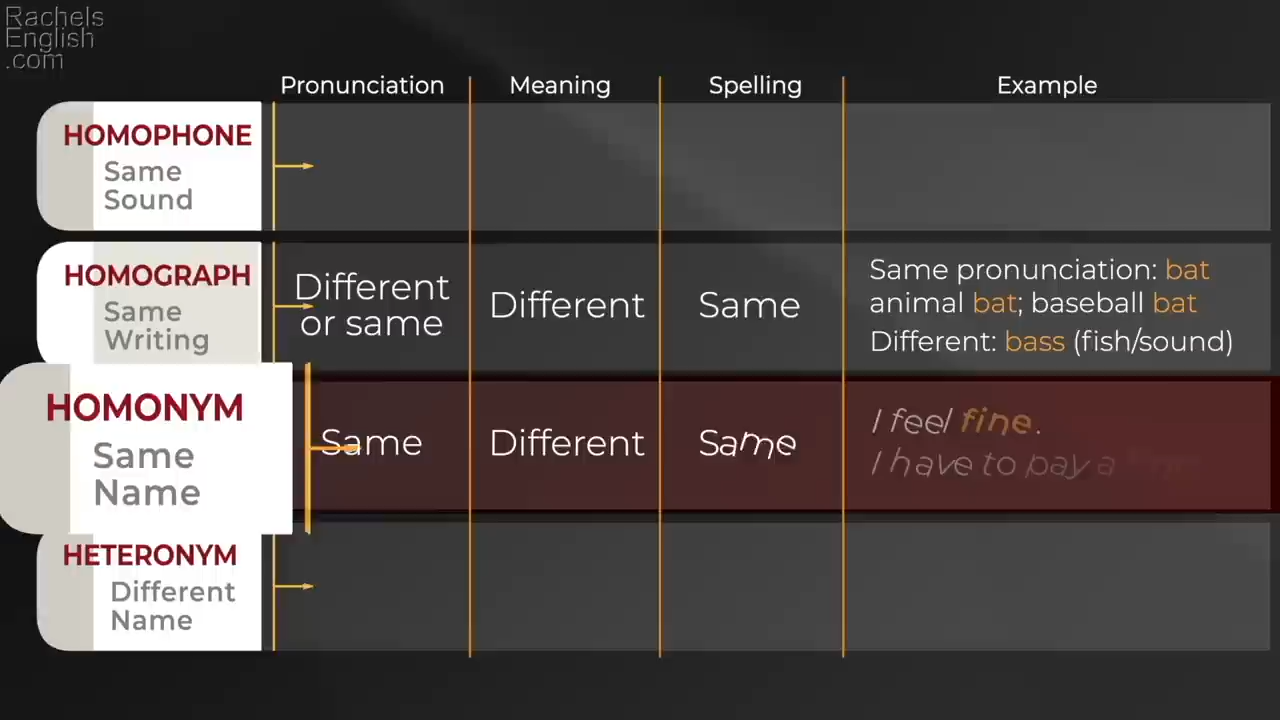 Rachels
English
.com
Pronunciation Meaning Spelling Example
HOMOPHONE
Same
Sound
HOMOGRAPH
Same
Writing
Different
or same
Different
Same
Same pronunciation: bat
animal bat; baseball bat
Different: bass (fish/sound)
HOMONYM
Same
Name
Same
Different
Same
I feel fine.
I have to pay a
HETERONYM
Different
Name